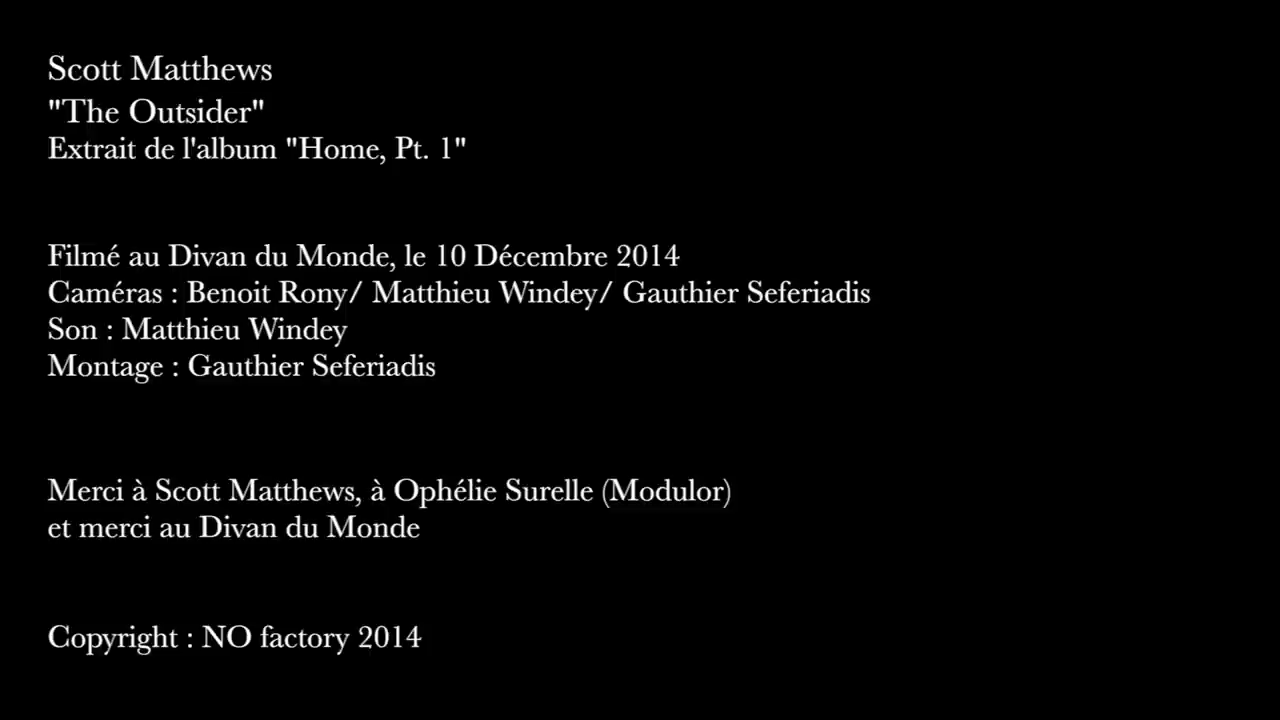 Scott Matthews
"The Outsider"
Extrait de l'album "Home, Pt. 1"
Filmé au Divan du Monde, le 10 Décembre 2014
Caméras : Benoit Rony/ Matthieu Windey/ Gauthier Seferiadis
Son : Matthieu Windey
Montage : Gauthier Seferiadis
Merci à Scott Matthews, à Ophélie Surelle (Modulor)
et merci au Divan du Monde
Copyright : NO factory 2014